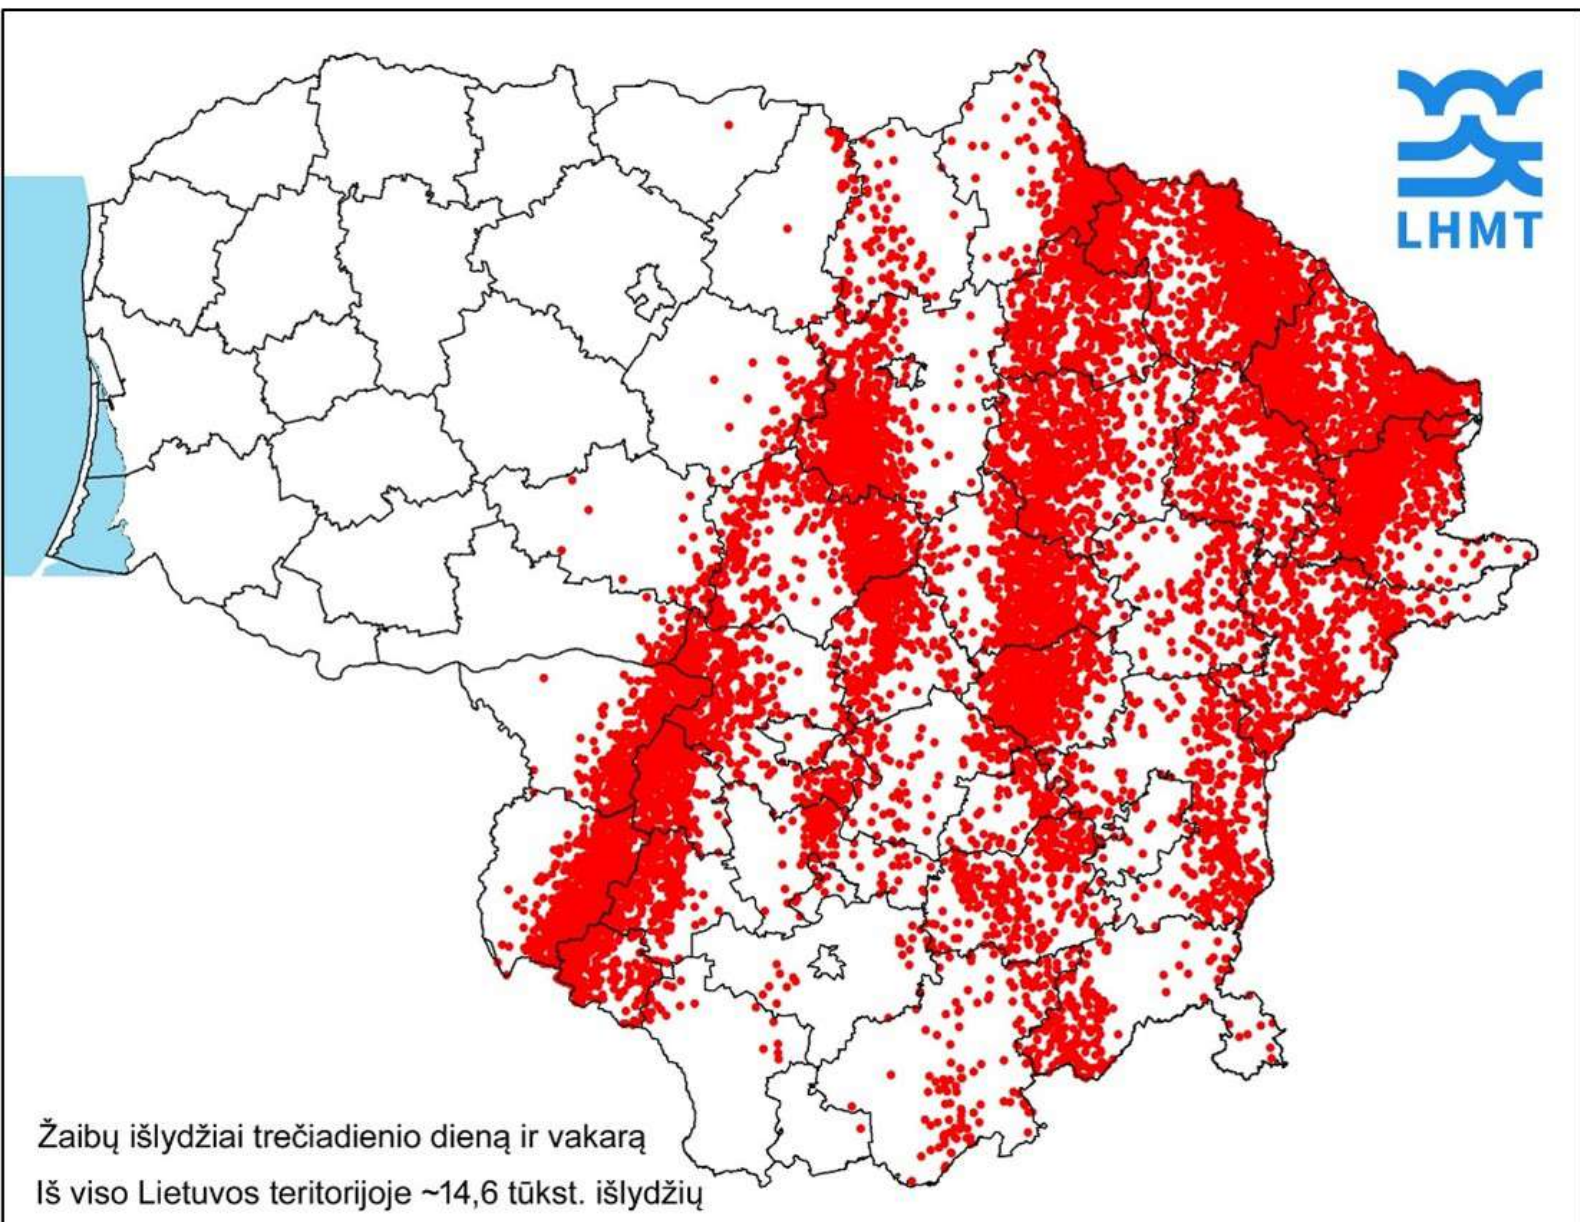 LHMT
Žaibų išlydžiai trečiadienio dieną ir vakarą
Iš viso Lietuvos teritorijoje ~14,6 tūkst. išlydžių